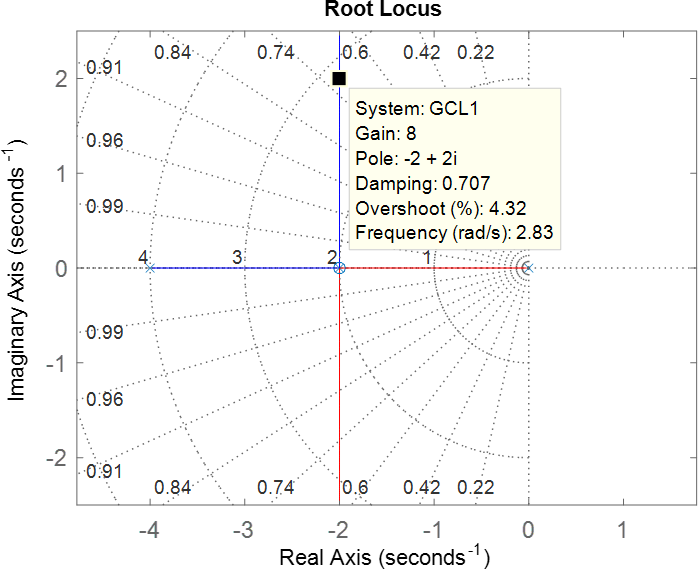 Root Locus
0.84 0.74 0.6 0.42 0.22
0.91
2
System: GCL1
Gain: 8
Pole: -2 + 2i
Damping: 0.707
Overshoot (%): 4.32
Frequency (rad/s): 2.83
0.96
1
0.99
4 3 2 1
0
0.99
-1
0.96
-2
0.91
0.84 0.74 0.6 0.42 0.22
-4 -3 -2 -1 0 1
Real Axis (seconds-1)
Imaginary Axis (seconds-1)